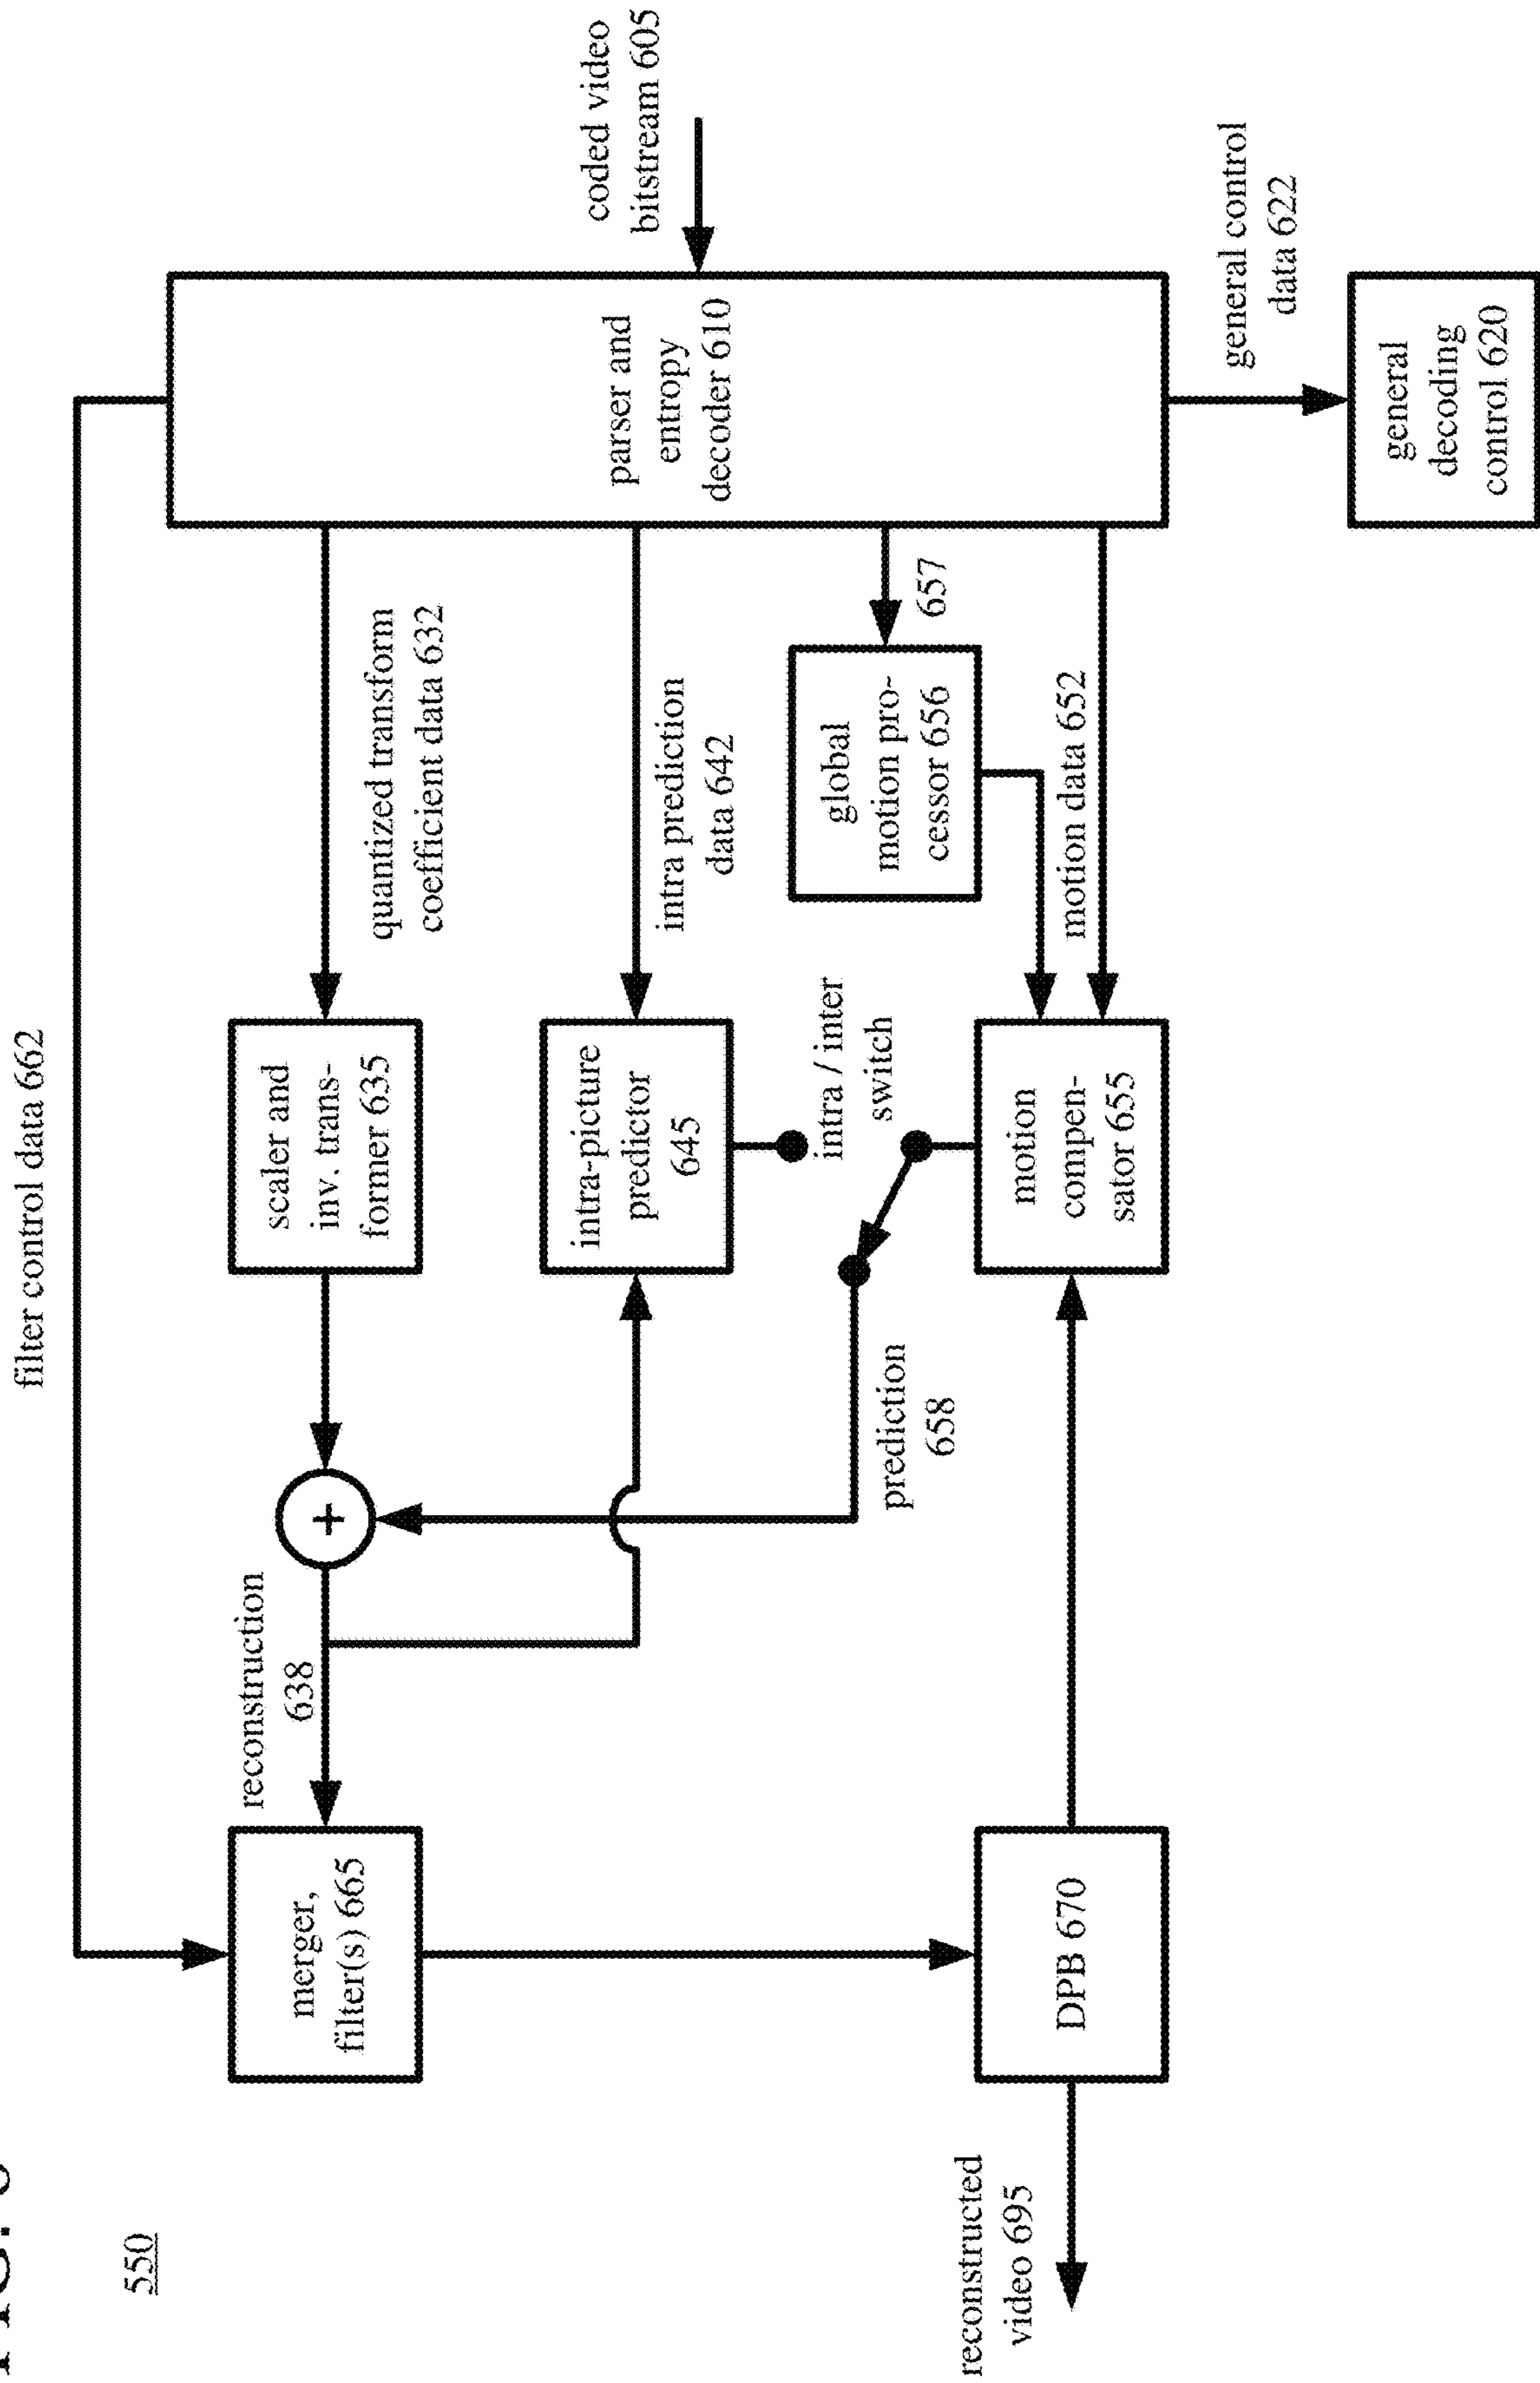 FIG. 6
550
filter control data 662
merger,
filter(s) 665
reconstruction
638
+
scaler and
inv. trans-
former 635
quantized transform
coefficient data 632
intra-picture
predictor
645
intra prediction
data 642
parser and
entropy
decoder 610
coded video
bitstream 605
intra / inter
switch
global
motion pro-
cessor 656
657
prediction
658
motion data 652
motion
compen-
sator 655
DPB 670
reconstructed
video 695
general control
data 622
general
decoding
control 620